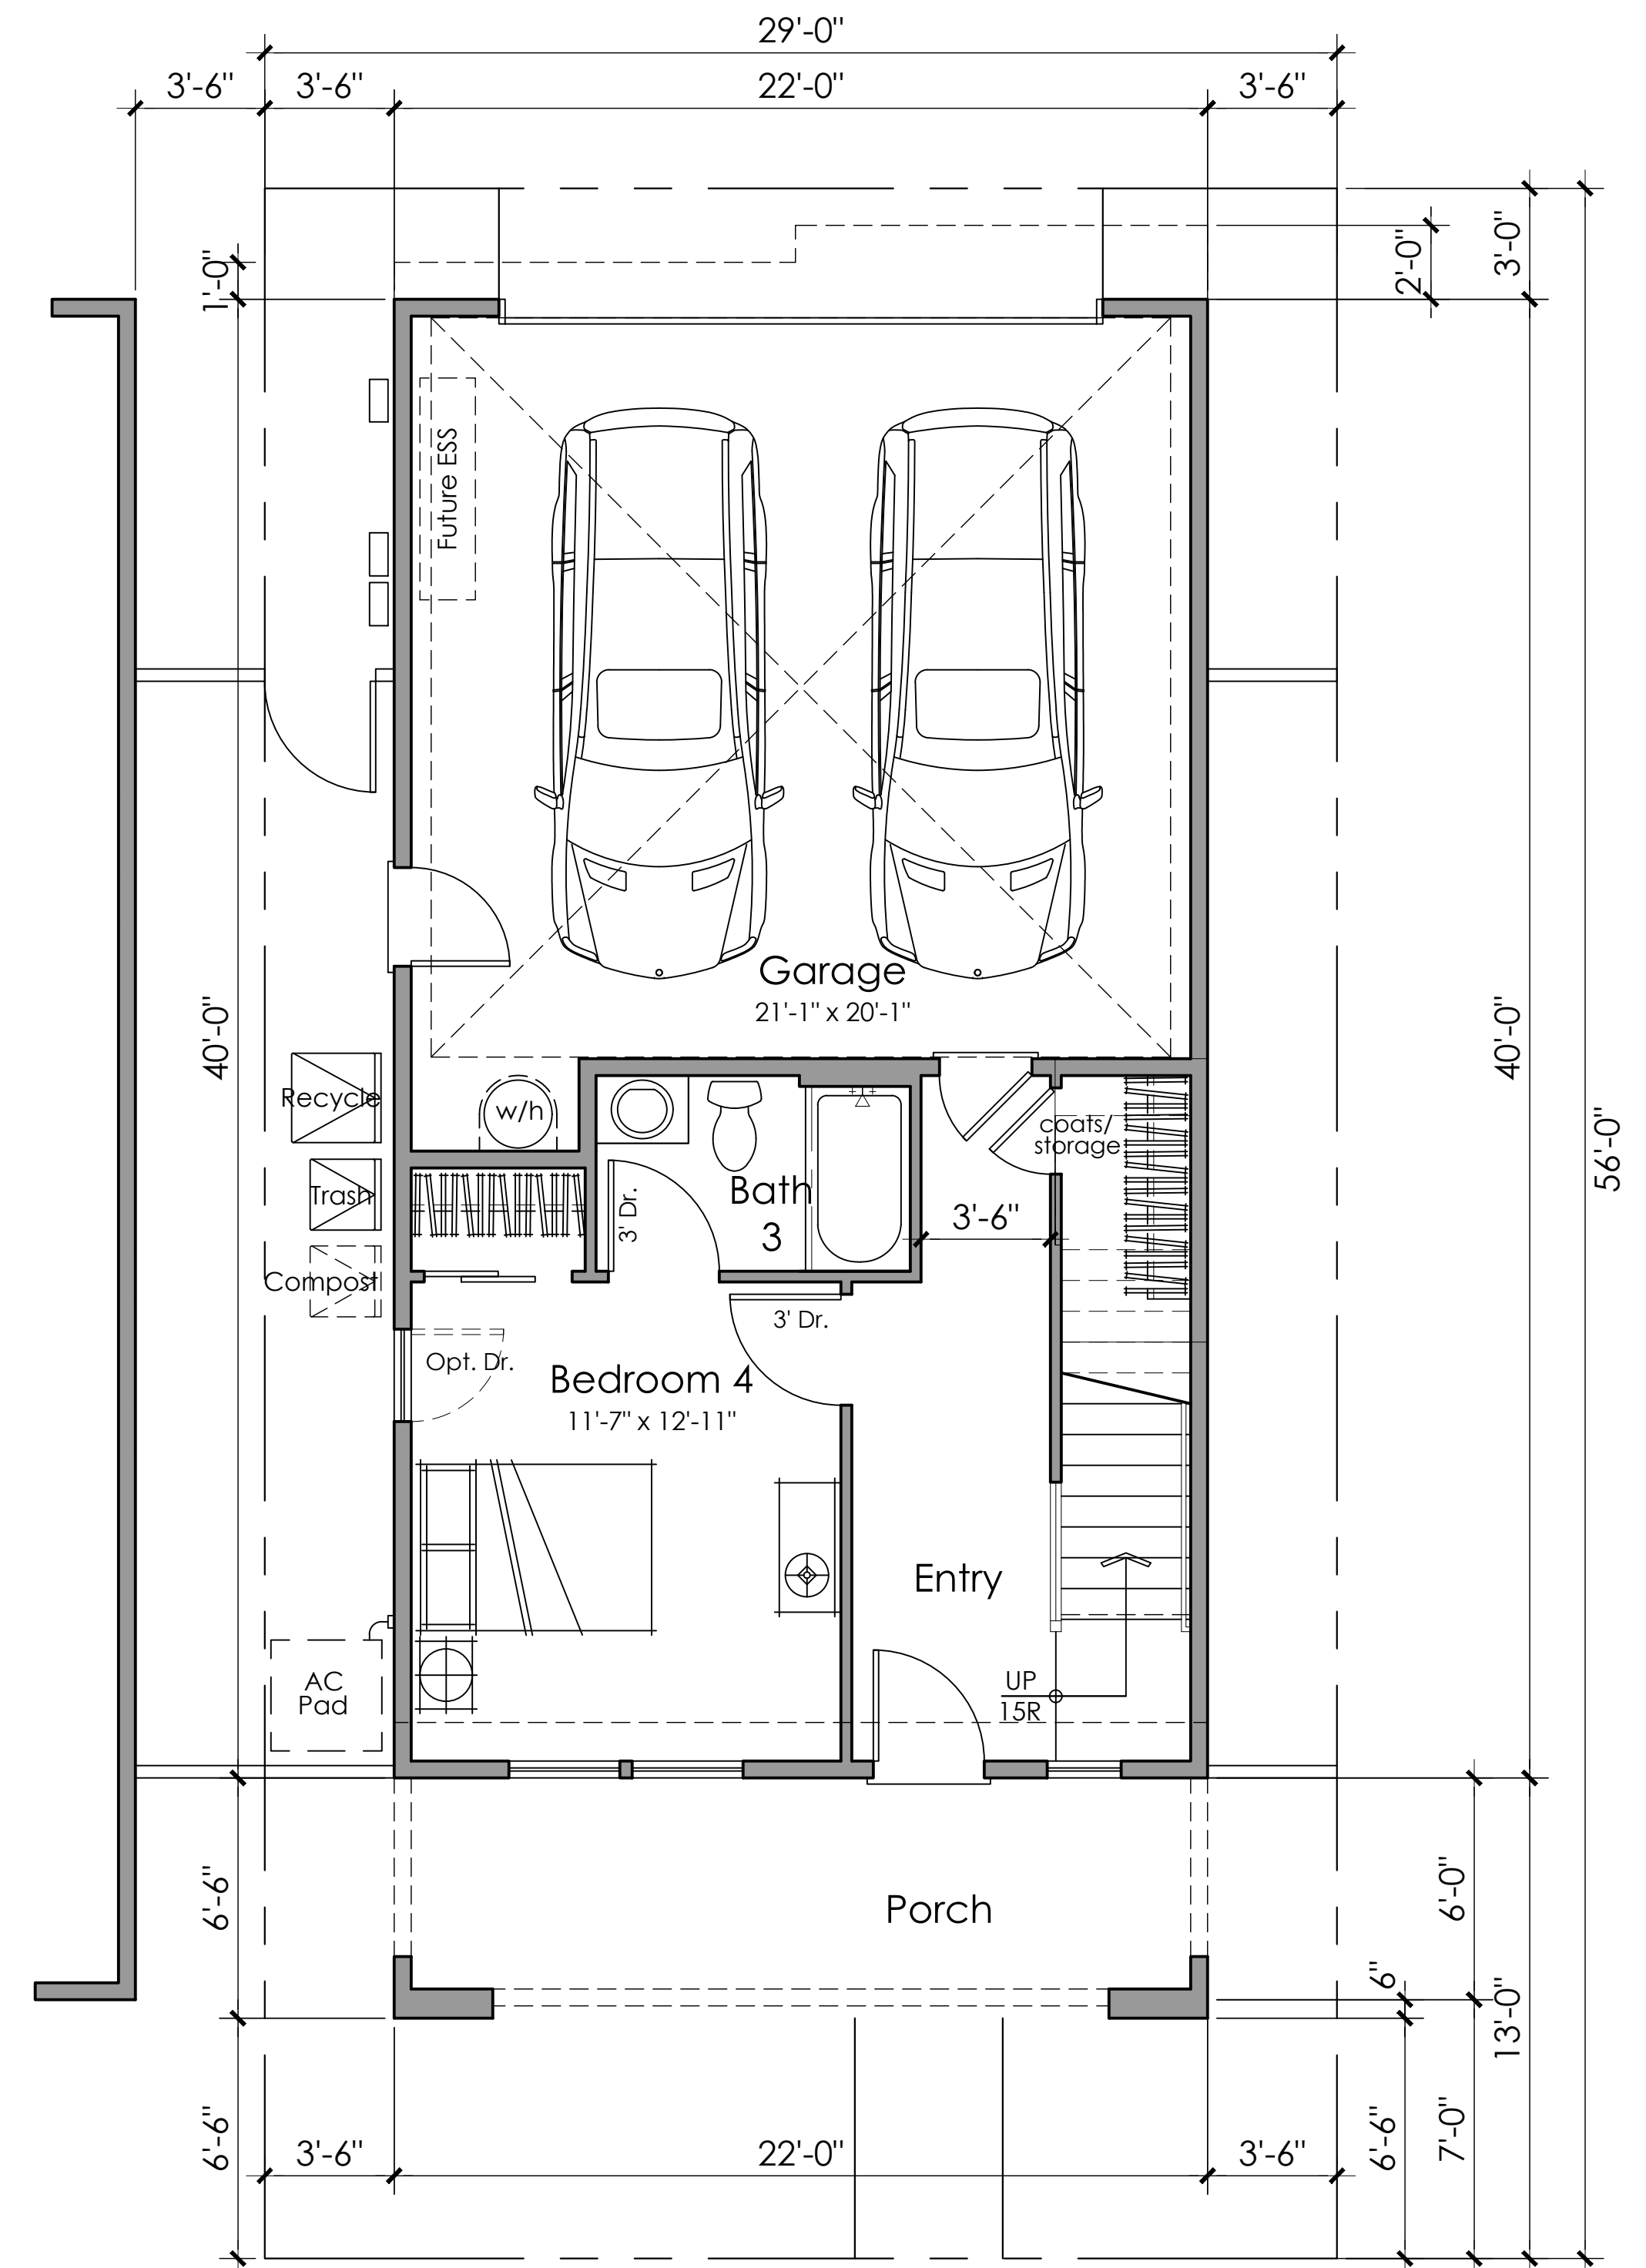 29'-0"
3'-6"
3'-6"
22'-0"
3'-6"
1'-0"
2'-0"
3'-0"
Future ESS
Garage
21'-1" x 20'-1"
40'-0"
40'-0"
56'-0"
Recycle
w/h
coats/
storage
Trash
3' Dr.
Bath
3
3'-6"
Compost
3' Dr.
Opt. Dr.
Bedroom 4
11'-7" x 12'-11"
Entry
AC
Pad
UP
15R
6'-6"
Porch
6'-0"
6"
13'-0"
6'-6"
3'-6"
22'-0"
3'-6"
6'-6"
7'-0"